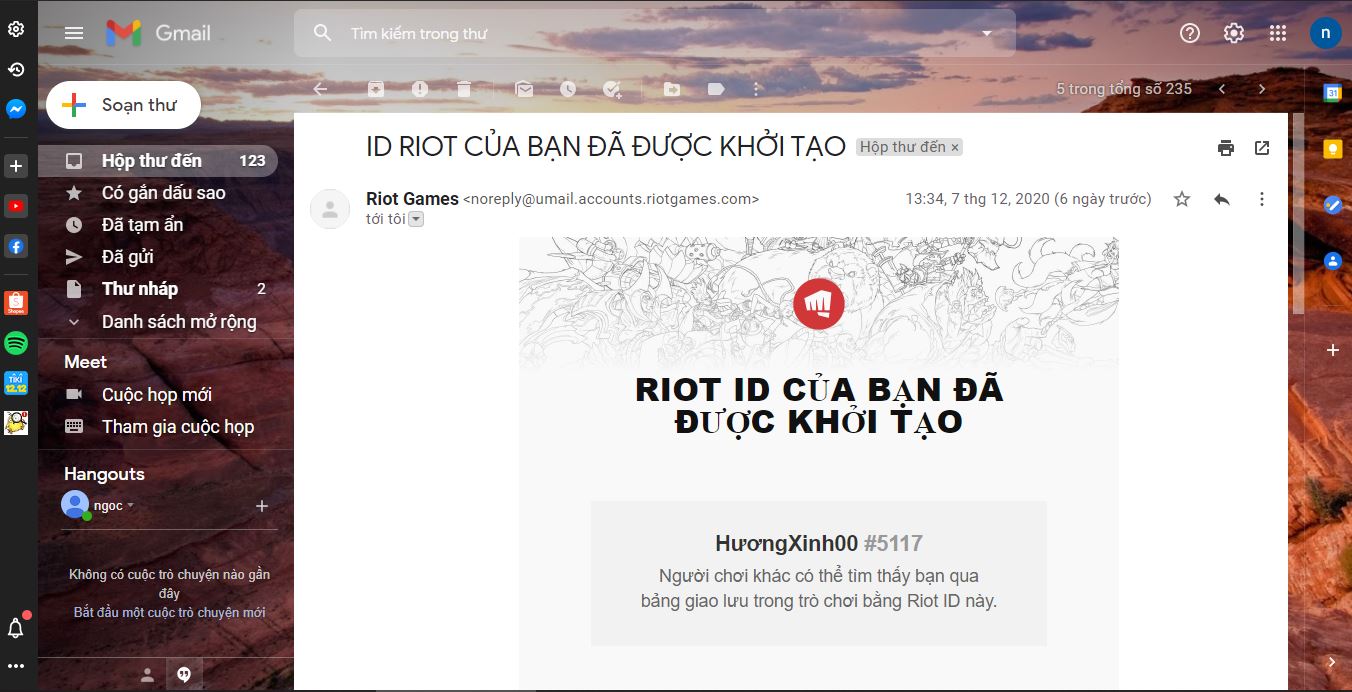 Gmail
Tìm kiếm trong thư
n
Soạn thư
5 trong tổng số 235
31
Hộp thư đến 123
Có gắn dấu sao
Đã tạm ẩn
Đã gửi
Thư nháp 2
Danh sách mở rộng
Meet
Cuộc họp mới
Tham gia cuộc họp
Hangouts
ngoc
Không có cuộc trò chuyện nào gần
đây
Bắt đầu một cuộc trò chuyện mới
Shopee
TIKI
12.12
ID RIOT CỦA BẠN ĐÃ ĐƯỢC KHỞI TẠO Hộp thư đến ×
Riot Games <noreply@umail.accounts.riotgames.com> 13:34, 7 thg 12, 2020 (6 ngày trước)
tới tôi
RIOT ID CỦA BẠN ĐÃ
ĐƯỢC KHỞI TẠO
HươngXinh00 #5117
Người chơi khác có thể tìm thấy bạn qua
bảng giao lưu trong trò chơi bằng Riot ID này.